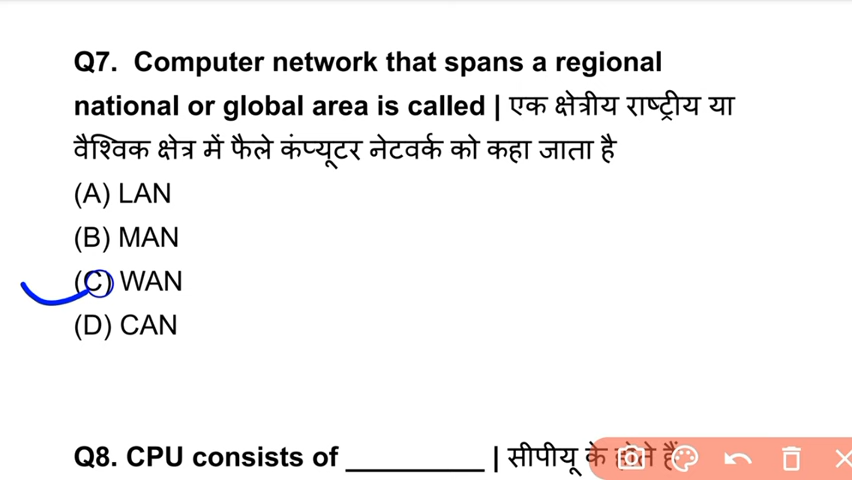 Q7. Computer network that spans a regional
national or global area is called | एक क्षेत्रीय राष्ट्रीय या
वैश्विक क्षेत्र में फैले कंप्यूटर नेटवर्क को कहा जाता है
(A) LAN
(B) MAN
(C) WAN
(D) CAN
Q8. CPU consists of __________ | सीपीयू के होते हैं